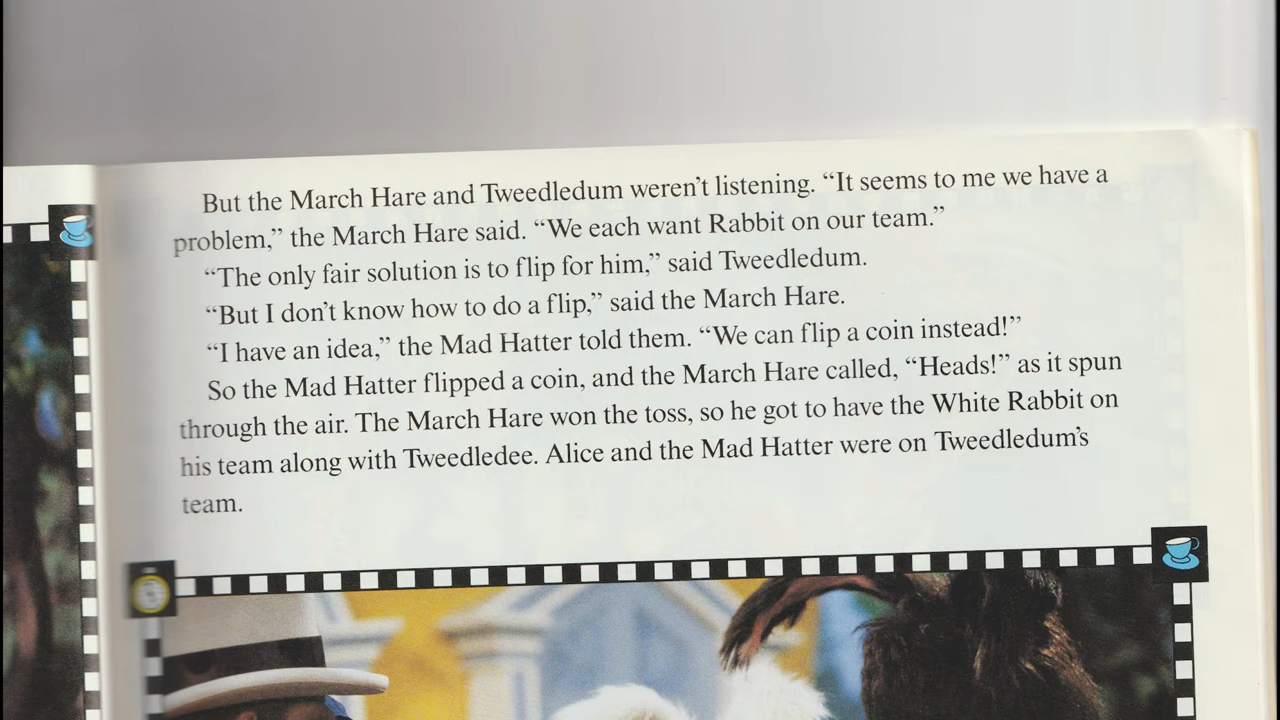 But the March Hare and Tweedledum weren’t listening. “It seems to me we have a
problem,” the March Hare said. “We each want Rabbit on our team.”
“The only fair solution is to flip for him,” said Tweedledum.
“But I don’t know how to do a flip,” said the March Hare.
“I have an idea,” the Mad Hatter told them. “We can flip a coin instead!”
So the Mad Hatter flipped a coin, and the March Hare called, “Heads!” as it spun
through the air. The March Hare won the toss, so he got to have the White Rabbit on
his team along with Tweedledee. Alice and the Mad Hatter were on Tweedledum’s
team.